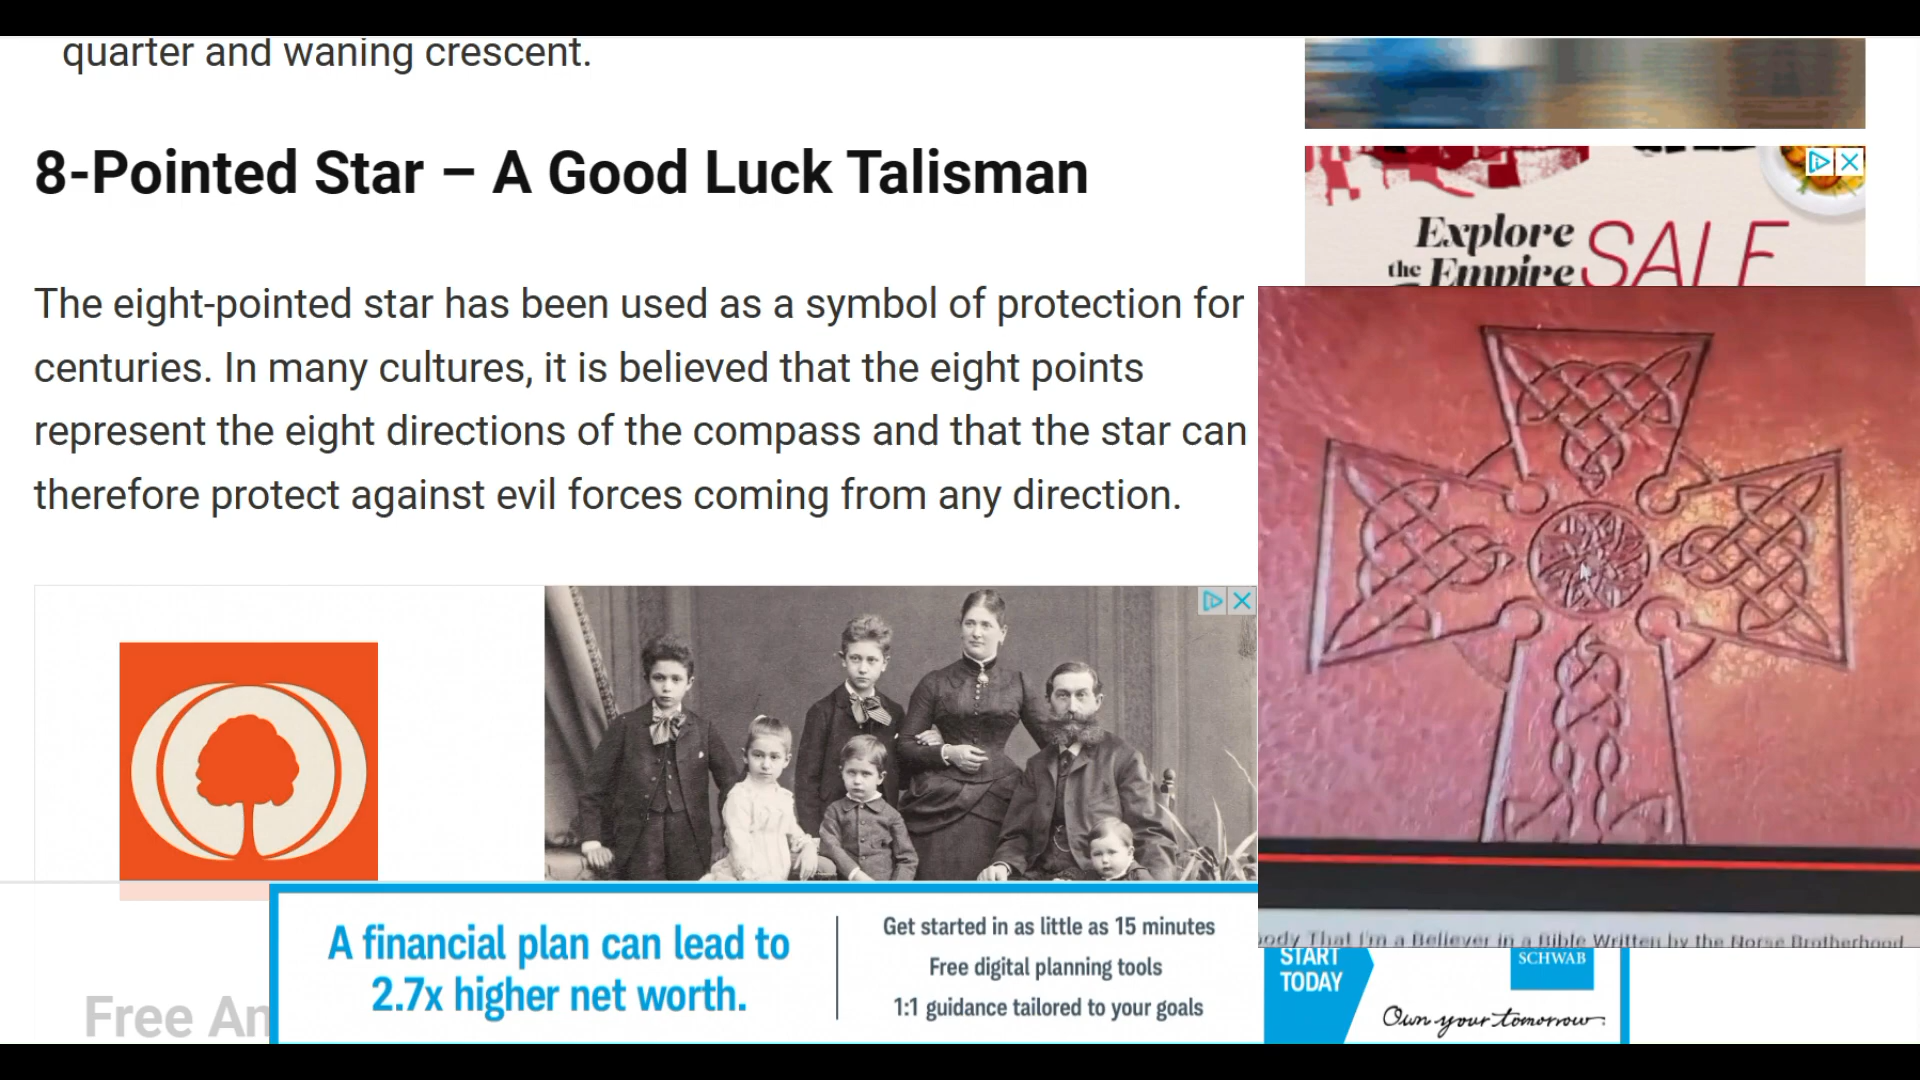 quarter and waning crescent.
8-Pointed Star – A Good Luck Talisman
The eight-pointed star has been used as a symbol of protection for
centuries. In many cultures, it is believed that the eight points
represent the eight directions of the compass and that the star can
therefore protect against evil forces coming from any direction.
Explore
the Empire
SALE
body That I'm a Believer in a Bible Written by the Norse Brotherhood
A financial plan can lead to
2.7x higher net worth.
Get started in as little as 15 minutes
Free digital planning tools
1:1 guidance tailored to your goals
START
TODAY
SCHWAB
Own your tomorrow
Free An